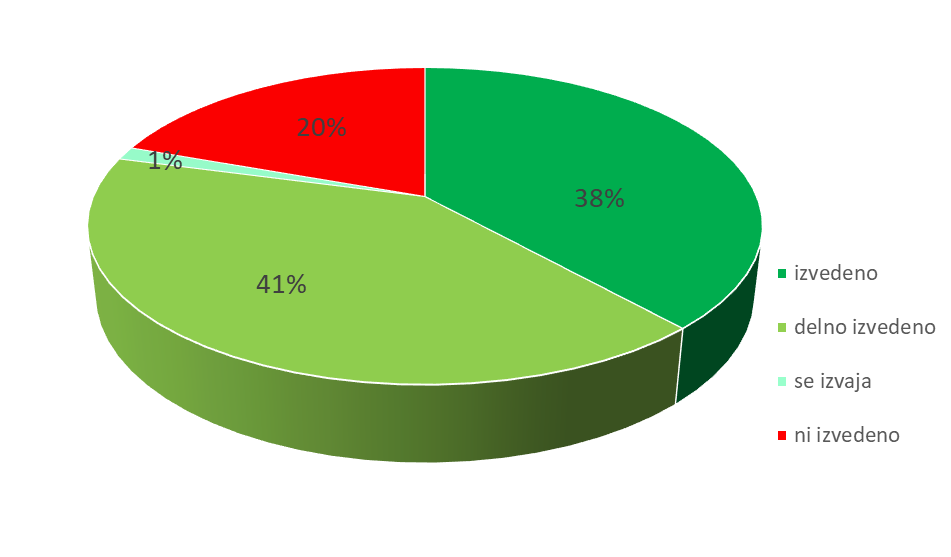 20%
1%
38%
41%
izvedeno
delno izvedeno
se izvaja
ni izvedeno